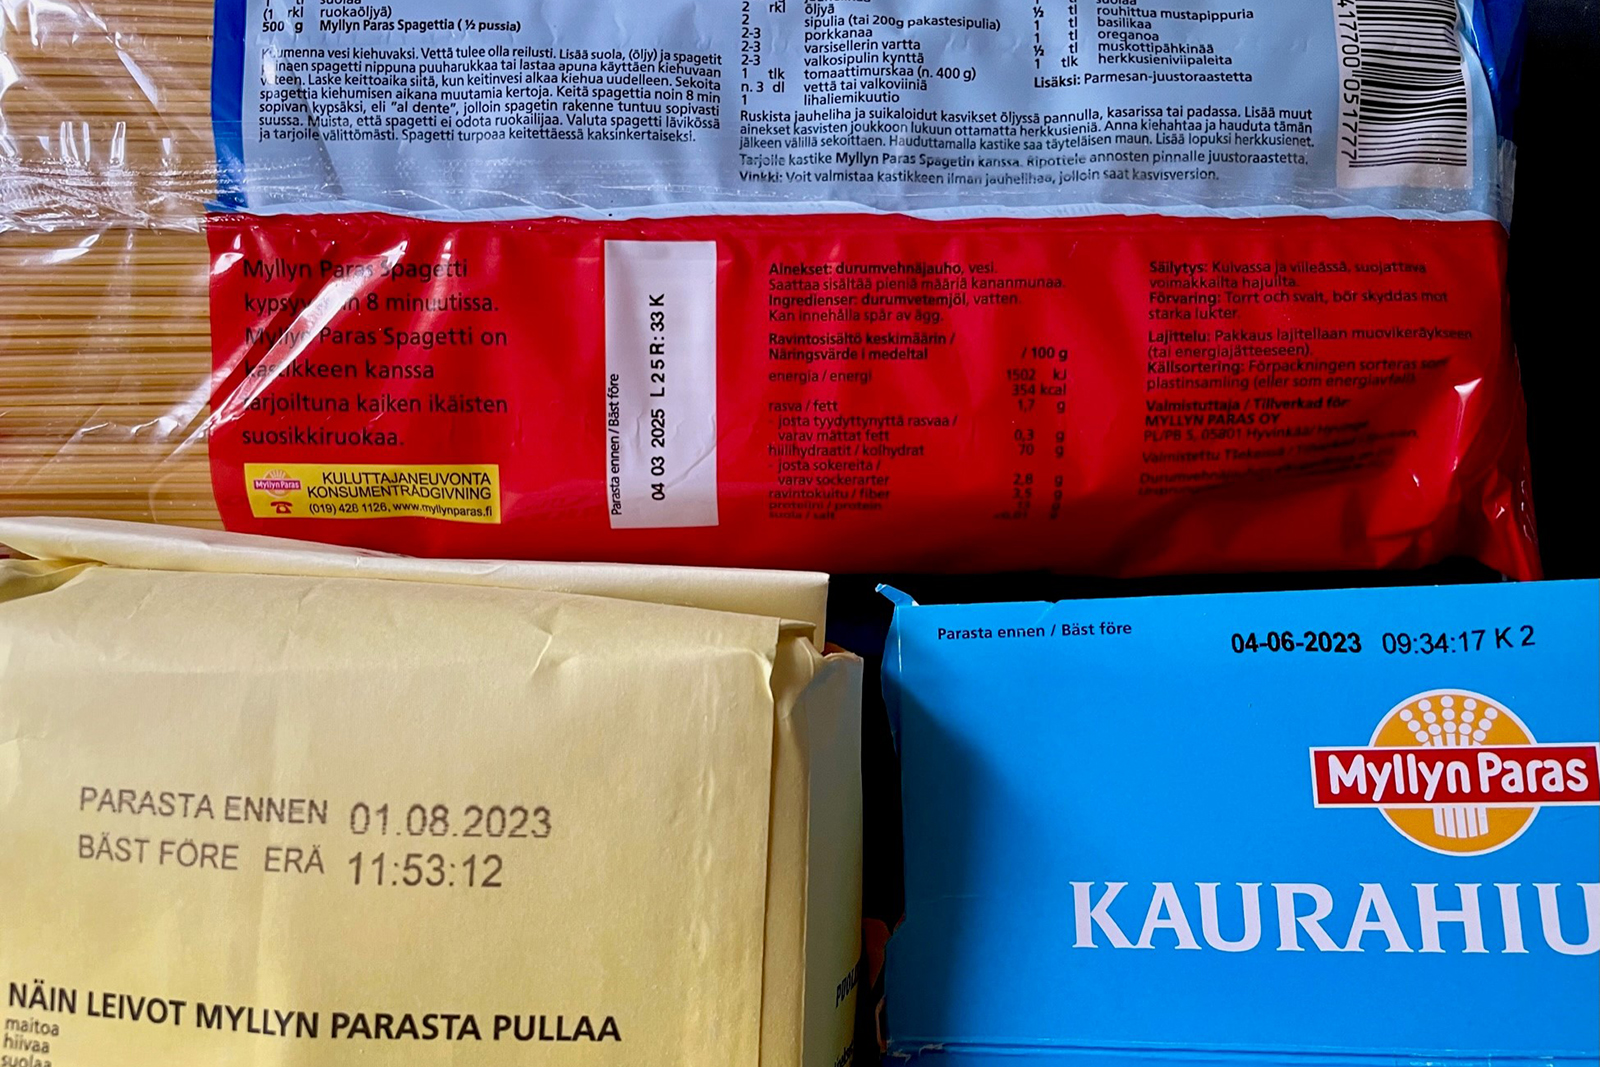 (1 rkl ruokaöljyä)
500 g Myllyn Paras Spagettia ( ½ pussia)
Kuumenna vesi kiehuvaksi. Vettä tulee olla reilusti. Lisää suola, (öljy) ja spagetit
nippuna puuharukkaa tai lastaa apuna käyttäen kiehuvaan
veteen. Laske keittoaika siitä, kun keitinvesi alkaa kiehua uudelleen. Sekoita
spagettia kiehumisen aikana muutamia kertoja. Keitä spagettia noin 8 min
sopivan kypsäksi, eli "al dente", jolloin spagetin rakenne tuntuu sopivasti
suussa. Muista, että spagetti ei odota ruokailijaa. Valuta spagetti lävikössä
ja tarjoile välittömästi. Spagetti turpoaa keitettäessä kaksinkertaiseksi.
2 rkl öljyä
2 sipulia (tai 200g pakastesipulia)
2-3 porkkanaa
2-3 varsisellerin vartta
2-3 valkosipulin kynttä
1 tlk tomaattimurskaa (n. 400 g)
n. 3 dl vettä tai valkoviiniä
1 lihaliemikuutio
½ tl rouhittua mustapippuria
1 tl basilikaa
1 tl oreganoa
½ tl muskottipähkinää
1 tlk herkkusieniviipaleita
Lisäksi: Parmesan-juustoraastetta
Ruskista jauheliha ja suikaloidut kasvikset öljyssä pannulla, kasarissa tai padassa. Lisää muut
ainekset kasvisten joukkoon lukuun ottamatta herkkusieniä. Anna kiehahtaa ja hauduta tämän
jälkeen välillä sekoittaen. Hauduttamalla kastike saa täyteläisen maun. Lisää lopuksi herkkusienet.
Tarjoile kastike Myllyn Paras Spagetin kanssa. Ripottele annosten pinnalle juustoraastetta.
Vinkki: Voit valmistaa kastikkeen ilman jauhelihaa, jolloin saat kasvisversion.
41700 051777
Myllyn Paras Spagetti
kypsyy 8 minuutissa.
Myllyn Paras Spagetti on
kastikkeen kanssa
tarjoiltuna kaiken ikäisten
suosikkiruokaa.
Myllyn Paras
KULUTTAJANEUVONTA
KONSUMENTRÅDGIVNING
(019) 428 1126, www.myllynparas.fi
Parasta ennen / Bäst före
04 03 2025 L25R:33 K
Ainekset: durumvehnäjauho, vesi.
Saattaa sisältää pieniä määriä kananmunaa.
Ingredienser: durumvetemjöl, vatten.
Kan innehålla spår av ägg.
Ravintosisältö keskimäärin /
Näringsvärde i medeltal / 100 g
energia / energi 1502 kJ
354 kcal
rasva / fett 1,7 g
- josta tyydyttynyttä rasvaa /
varav mättat fett 0,3 g
hiilihydraatit / kolhydrat 70 g
- josta sokereita /
varav sockerarter 2,8 g
ravintokuitu / fiber 3,5 g
proteiini / protein
suola / salt
Säilytys: Kuivassa ja viileässä, suojattava
voimakkailta hajuilta.
Förvaring: Torrt och svalt, bör skyddas mot
starka lukter.
Lajittelu: Pakkaus lajitellaan muovikeräykseen
(tai energiajätteeseen).
Källsortering: Förpackningen sorteras som
plastinsamling (eller som energiavfall).
Valmistuttaja / Tillverkad för:
MYLLYN PARAS OY
PL/PB 5, 05801 Hyvinkää/
PARASTA ENNEN 01.08.2023
BÄST FÖRE ERÄ 11:53:12
NÄIN LEIVOT MYLLYN PARASTA PULLAA
maitoa
hiivaa
suolaa
Parasta ennen / Bäst före
04-06-2023 09:34:17 K 2
Myllyn Paras
KAURAHIU